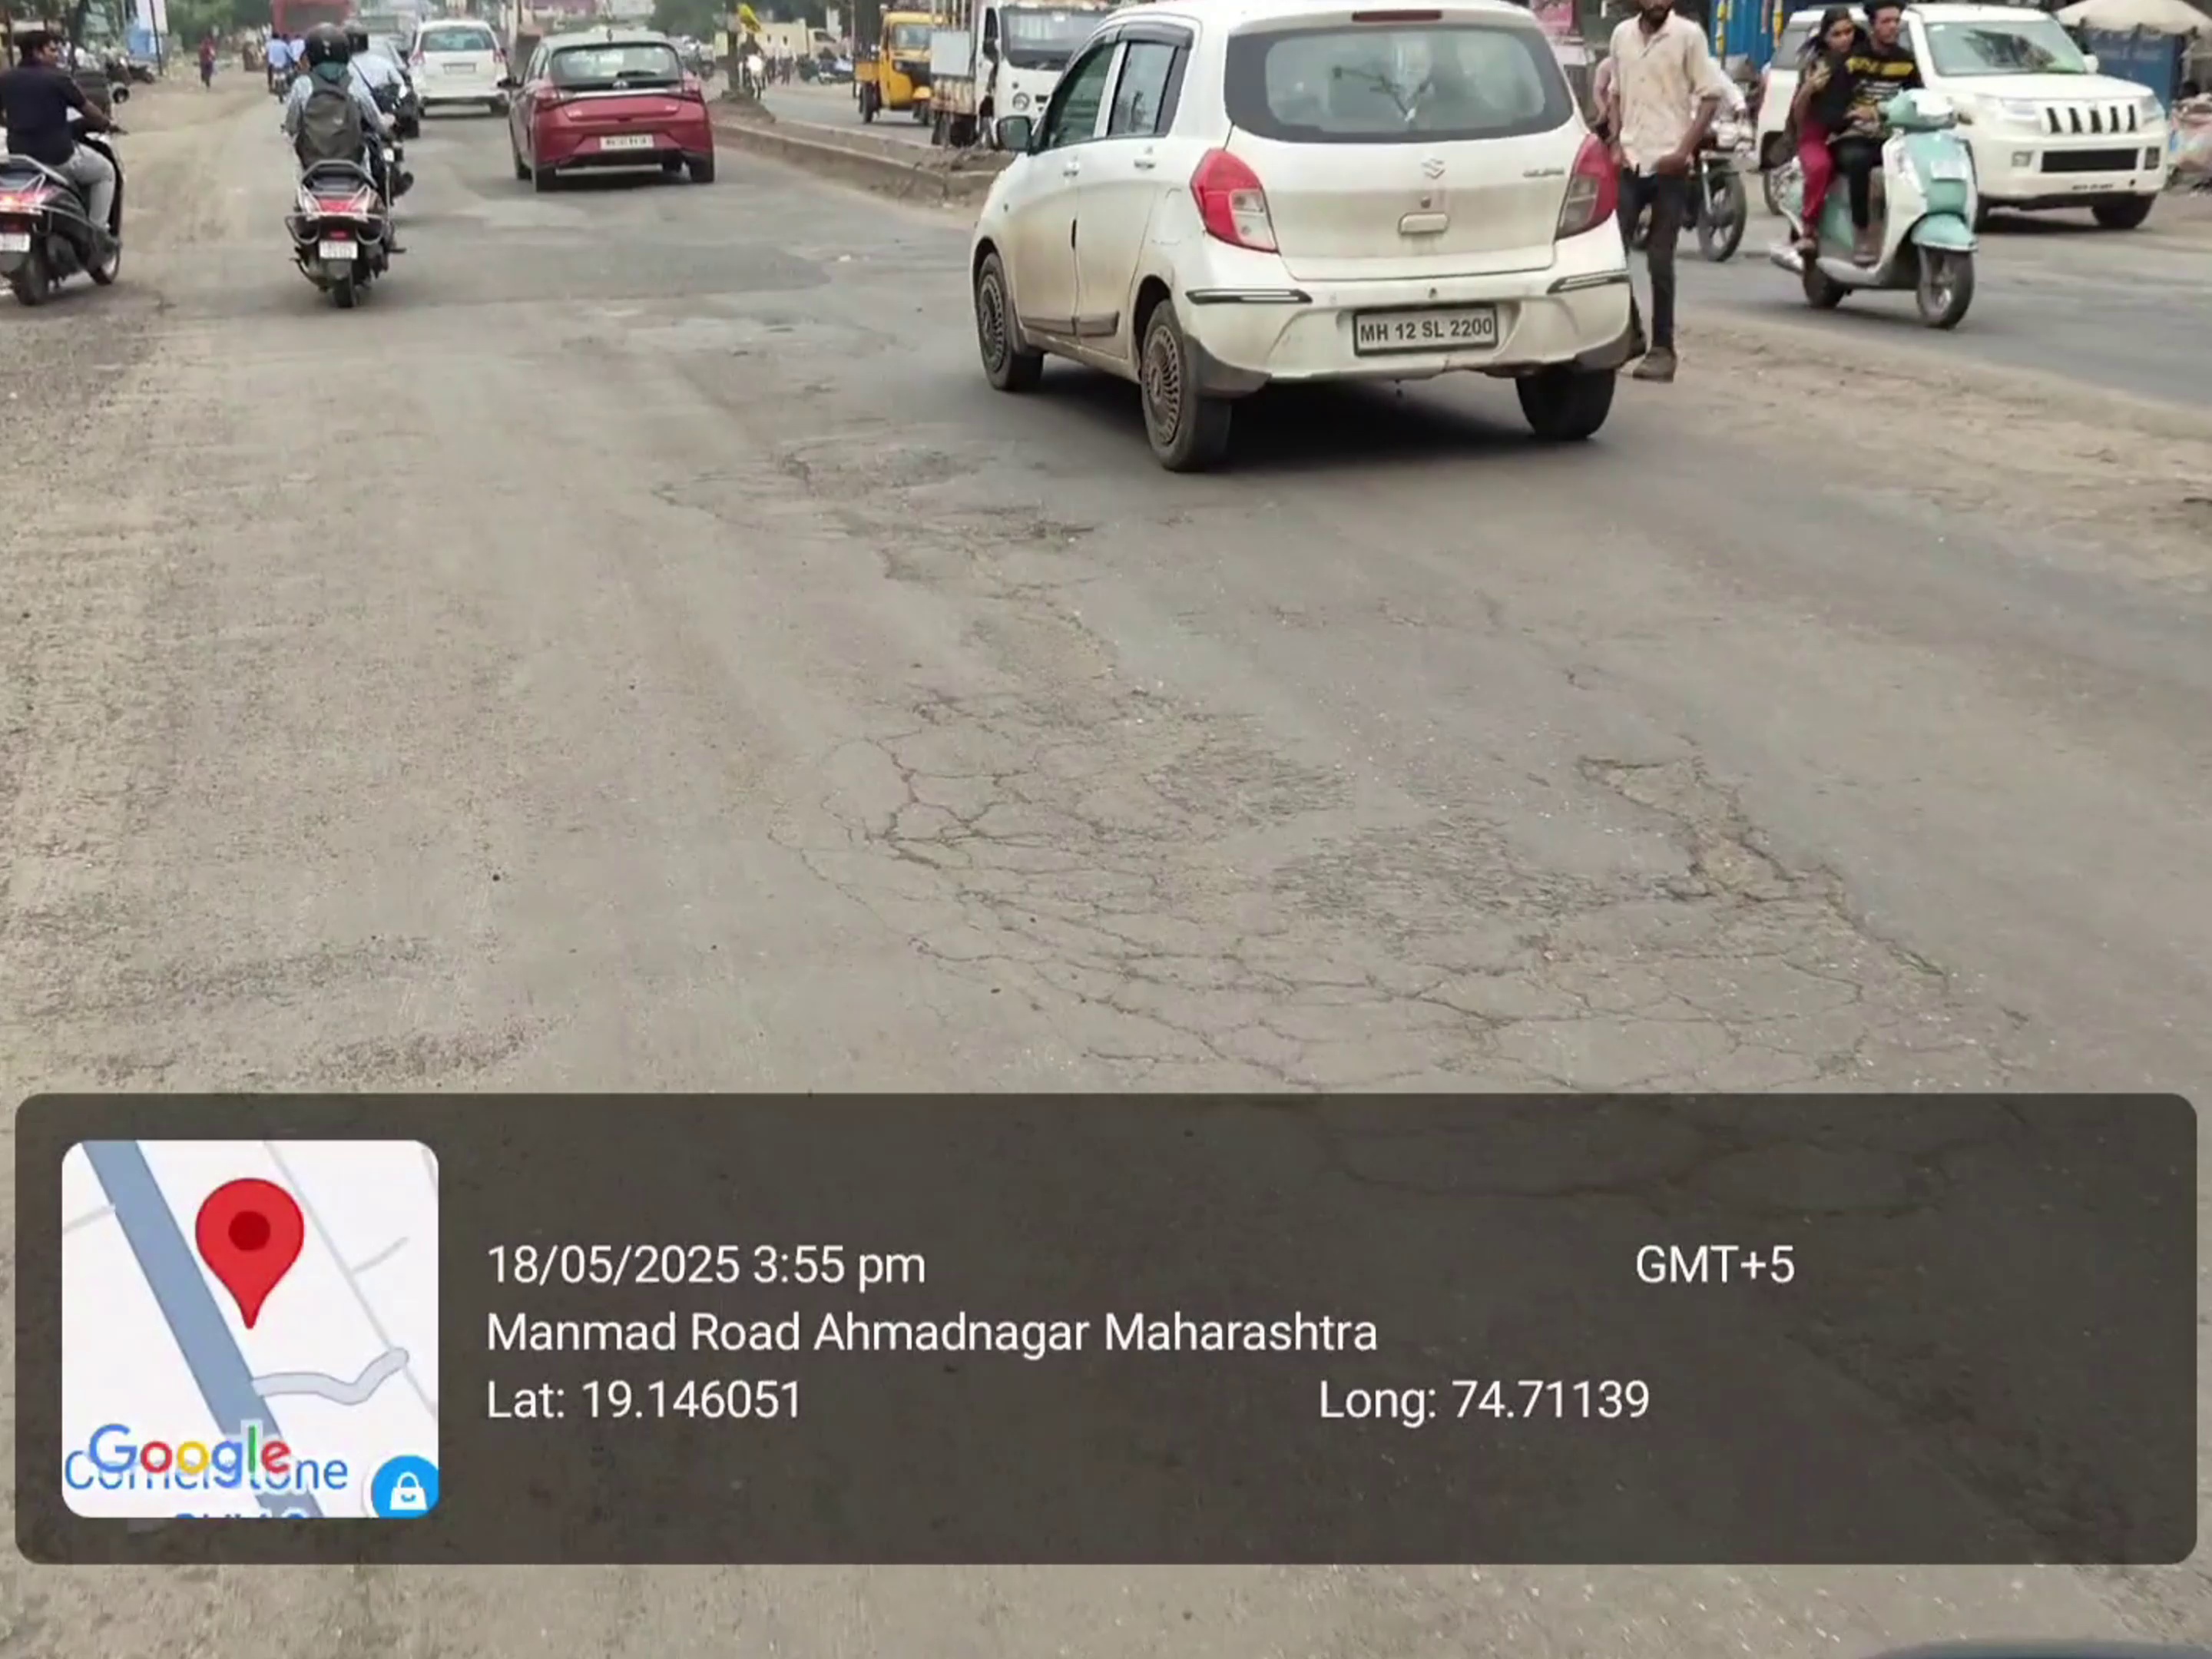 MH 12 SL 2200
18/05/2025 3:55 pm GMT+5
Manmad Road Ahmadnagar Maharashtra
Lat: 19.146051 Long: 74.71139
Google
Cornerstone